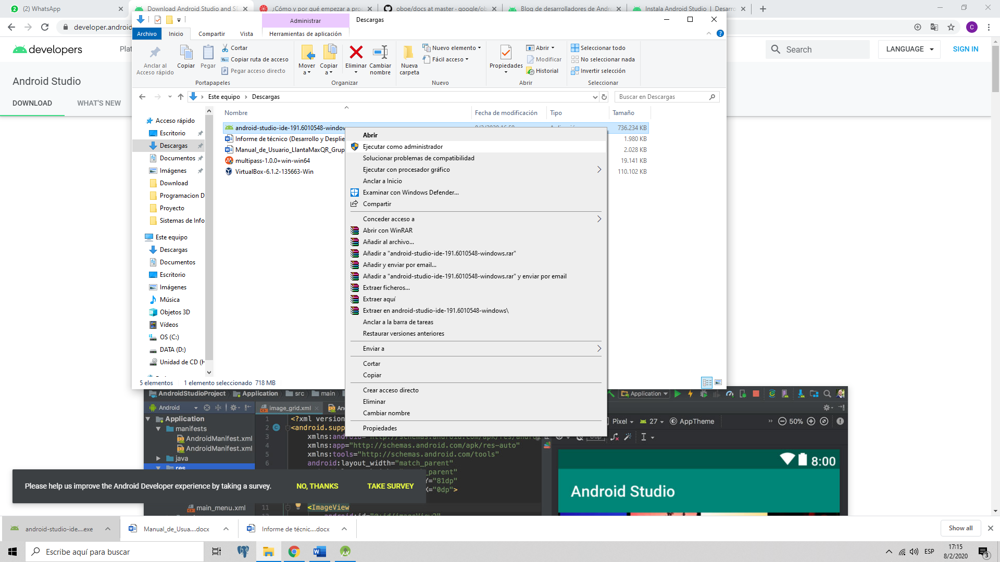 (2) WhatsApp
Download Android Studio and SD
¿Cómo y por qué empezar a pro
oboe/docs at master · google/ob
Blog de desarrolladores de Andr
Instala Android Studio | Desarro
developer.android
Administrar
Descargas
Archivo
Inicio
Compartir
Vista
Herramientas de aplicación
Anclar al
Acceso rápido
Copiar
Pegar
Cortar
Copiar ruta de acceso
Pegar acceso directo
Portapapeles
Mover
a
Copiar
a
Eliminar
Cambiar
nombre
Organizar
Nueva
carpeta
Nuevo elemento
Fácil acceso
Nuevo
Propiedades
Abrir
Modificar
Historial
Abrir
Seleccionar todo
No seleccionar nada
Invertir selección
Seleccionar
developers
Plat
Search
LANGUAGE
SIGN IN
Android Studio
DOWNLOAD
WHAT'S NEW
Este equipo
Descargas
Buscar en Descargas
Nombre
Fecha de modificación
Tipo
Tamaño
Acceso rápido
Escritorio
Descargas
Documentos
Imágenes
Download
Programacion D
Proyecto
Sistemas de Info
Este equipo
Descargas
Documentos
Escritorio
Imágenes
Música
Objetos 3D
Vídeos
OS (C:)
DATA (D:)
Unidad de CD (H
android-studio-ide-191.6010548-window
736.234 KB
Informe de técnico (Desarrollo y Desplie
1.980 KB
Manual_de_Usuario_LlantaMaxQR_Grup
2.028 KB
multipass-1.0.0+win-win64
19.141 KB
VirtualBox-6.1.2-135663-Win
110.102 KB
Abrir
Ejecutar como administrador
Solucionar problemas de compatibilidad
Ejecutar con procesador gráfico
Anclar a Inicio
Examinar con Windows Defender...
Compartir
Conceder acceso a
Abrir con WinRAR
Añadir al archivo...
Añadir a "android-studio-ide-191.6010548-windows.rar"
Añadir y enviar por email...
Añadir a "android-studio-ide-191.6010548-windows.rar" y enviar por email
Extraer ficheros...
Extraer aquí
Extraer en android-studio-ide-191.6010548-windows\
Anclar a la barra de tareas
Restaurar versiones anteriores
Enviar a
Cortar
Copiar
Crear acceso directo
Eliminar
Cambiar nombre
Propiedades
5 elementos
1 elemento seleccionado 718 MB
AndroidStudioProject
Application
src
main
Application
Android
image_grid.xml
An
Pixel
27
AppTheme
50%
Application
manifests
AndroidManifest.xml
AndroidManifest.xml
java
res
main_menu.xml
1 <?xml version
2 <android.supp
3 xmlns:android="http://schemas.android.com/apk/res/andro
4 xmlns:app="http://schemas.android.com/apk/res-auto"
5 xmlns:tools="http://schemas.android.com/tools"
6 android:layout_width="match_parent"
_parent"
Y="81dp"
X="0dp">
11 <ImageView
8:00
Android Studio
Please help us improve the Android Developer experience by taking a survey.
NO, THANKS
TAKE SURVEY
android-studio-ide....exe
Manual_de_Usua....docx
Informe de técnic....docx
Show all
Escribe aquí para buscar
ESP
17:15
8/2/2020
3